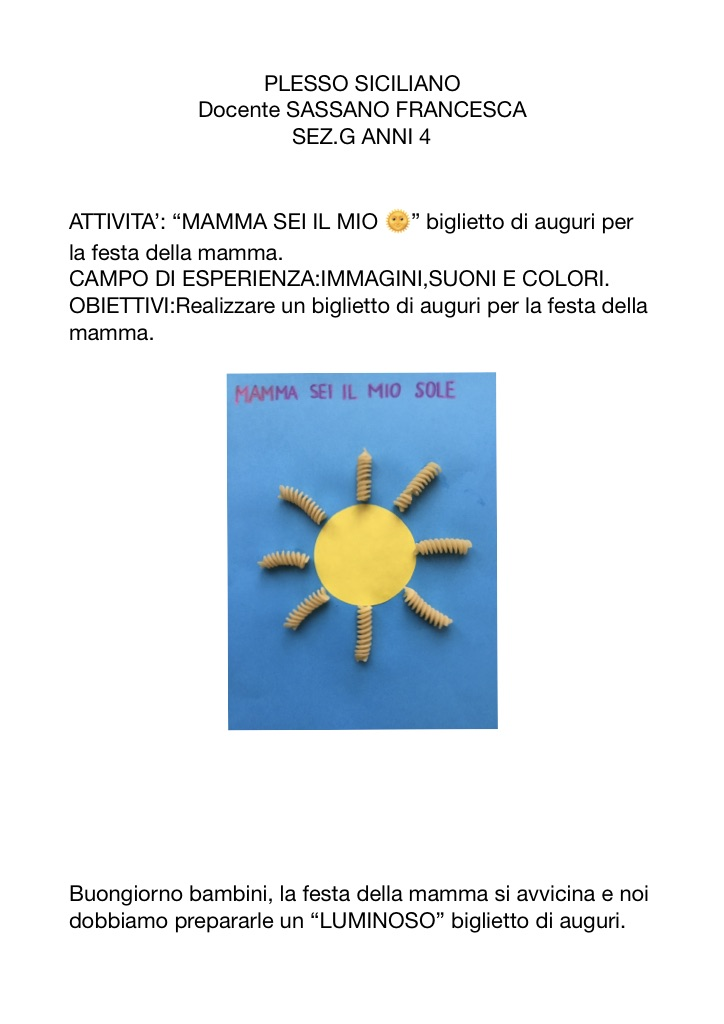 PLESSO SICILIANO
Docente SASSANO FRANCESCA
SEZ.G ANNI 4
ATTIVITA’: “MAMMA SEI IL MIO 🌞” biglietto di auguri per
la festa della mamma.
CAMPO DI ESPERIENZA:IMMAGINI,SUONI E COLORI.
OBIETTIVI:Realizzare un biglietto di auguri per la festa della
mamma.
MAMMA SEI IL MIO SOLE
Buongiorno bambini, la festa della mamma si avvicina e noi
dobbiamo prepararle un “LUMINOSO” biglietto di auguri.